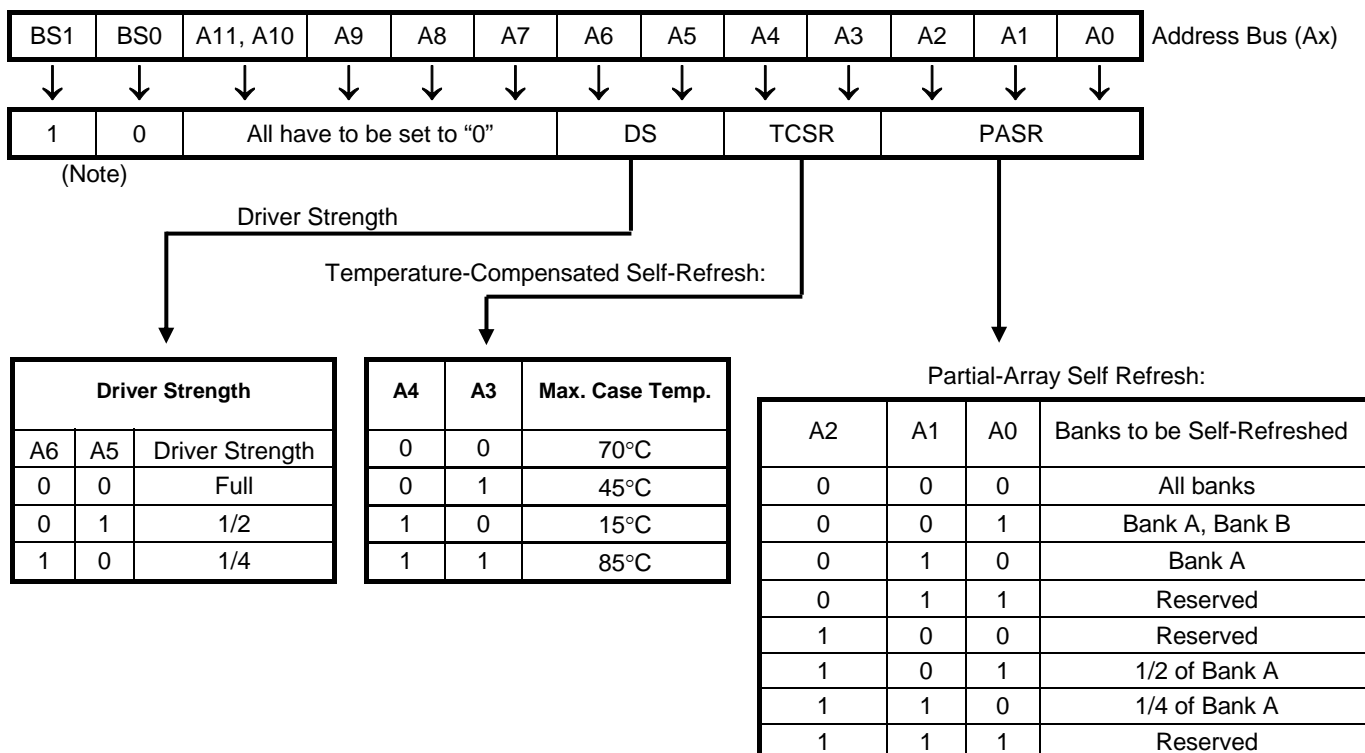 BS1 BS0 A11, A10 A9 A8 A7 A6 A5 A4 A3 A2 A1 A0 Address Bus (Ax)
1 0 All have to be set to “0” DS TCSR PASR
(Note)
Driver Strength
Temperature-Compensated Self-Refresh:
Driver Strength
A6 A5 Driver Strength
0 0 Full
0 1 1/2
1 0 1/4
A4 A3 Max. Case Temp.
0 0 70°C
0 1 45°C
1 0 15°C
1 1 85°C
Partial-Array Self Refresh:
A2 A1 A0 Banks to be Self-Refreshed
0 0 0 All banks
0 0 1 Bank A, Bank B
0 1 0 Bank A
0 1 1 Reserved
1 0 0 Reserved
1 0 1 1/2 of Bank A
1 1 0 1/4 of Bank A
1 1 1 Reserved